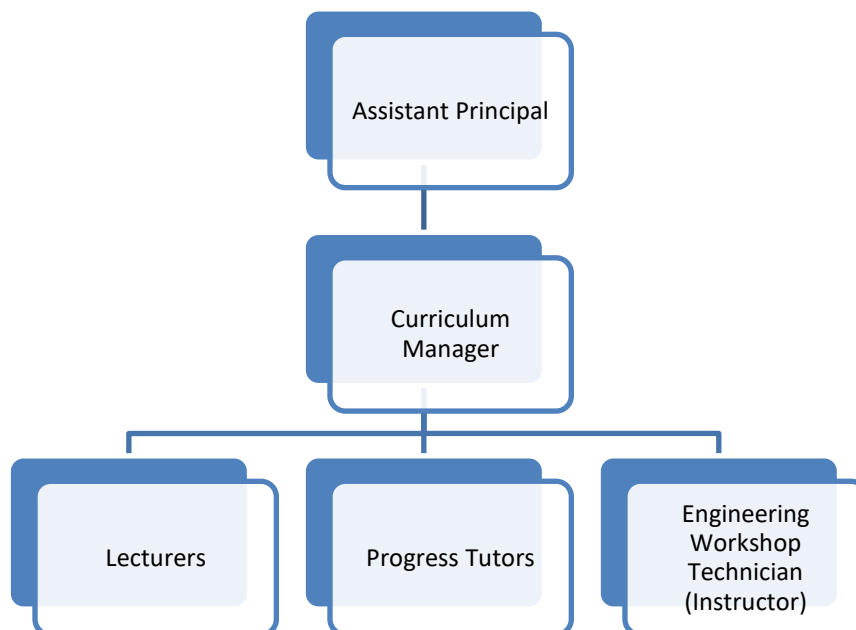 Assistant Principal
Curriculum
Manager
Lecturers
Progress Tutors
Engineering
Workshop
Technician
(Instructor)